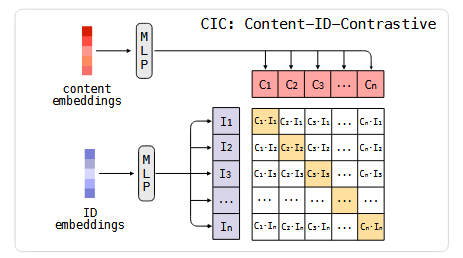 CIC: Content-ID-Contrastive
MLP
content
embeddings
C1 C2 C3 ... Cn
I1 C1·I1 C2·I1 C3·I1 ... Cn·I1
I2 C1·I2 C2·I2 C3·I2 ... Cn·I2
MLP
I3 C1·I3 C2·I3 C3·I3 ... Cn·I3
... ... ... ... ... ...
ID
embeddings
In C1·In C2·In C3·In ... Cn·In